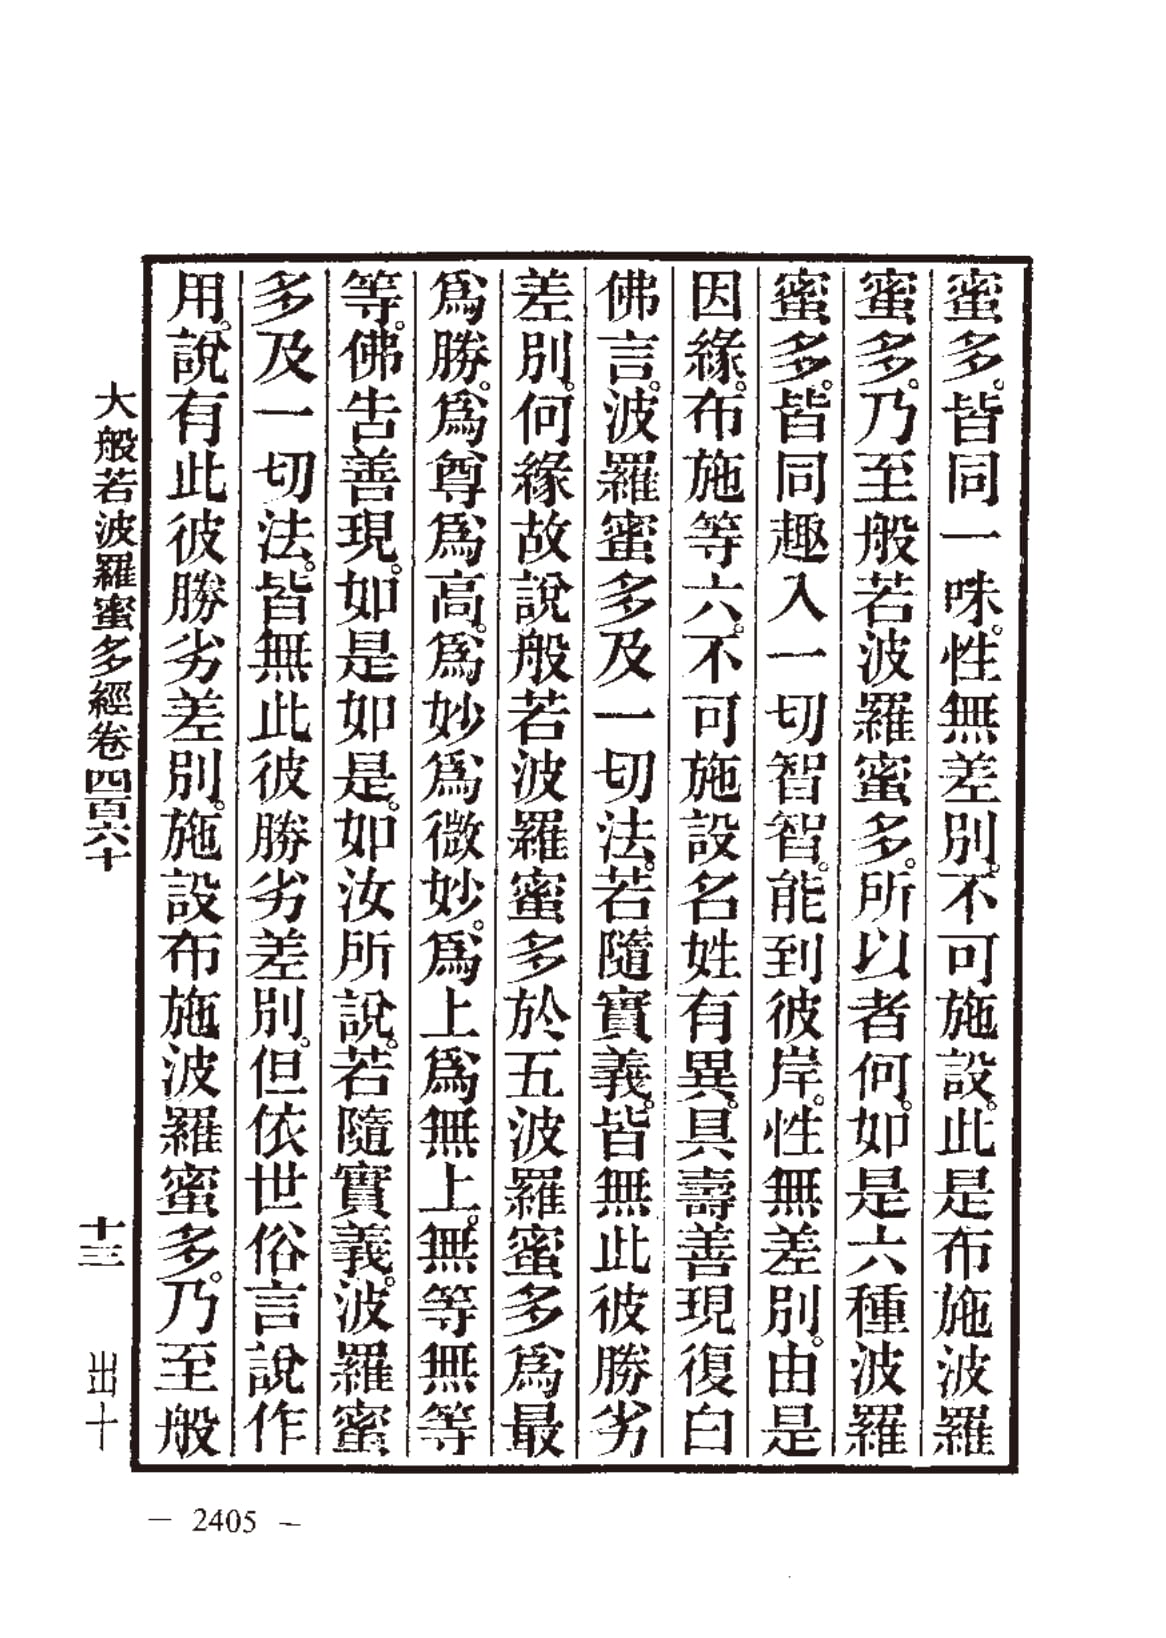 蜜多。皆同一味。性無差別。不可施設。此是布施波羅
蜜多。乃至般若波羅蜜多。所以者何。如是六種波羅
蜜多。皆同趣入一切智智。能到彼岸。性無差別。由是
因緣。布施等六。不可施設名姓有異。具壽善現復白
佛言。波羅蜜多及一切法。若隨實義。皆無此彼勝劣
差別。何緣故說般若波羅蜜多於五波羅蜜多爲最
爲勝。爲尊爲高。爲妙爲微妙。爲上爲無上。無等無等
等。佛告善現。如是如是。如汝所說。若隨實義。波羅蜜
多及一切法。皆無此彼勝劣差別。但依世俗言說作
用。說有此彼勝劣差別。施設布施波羅蜜多。乃至般
大般若波羅蜜多經卷四百六十 十三 出十
— 2405 —